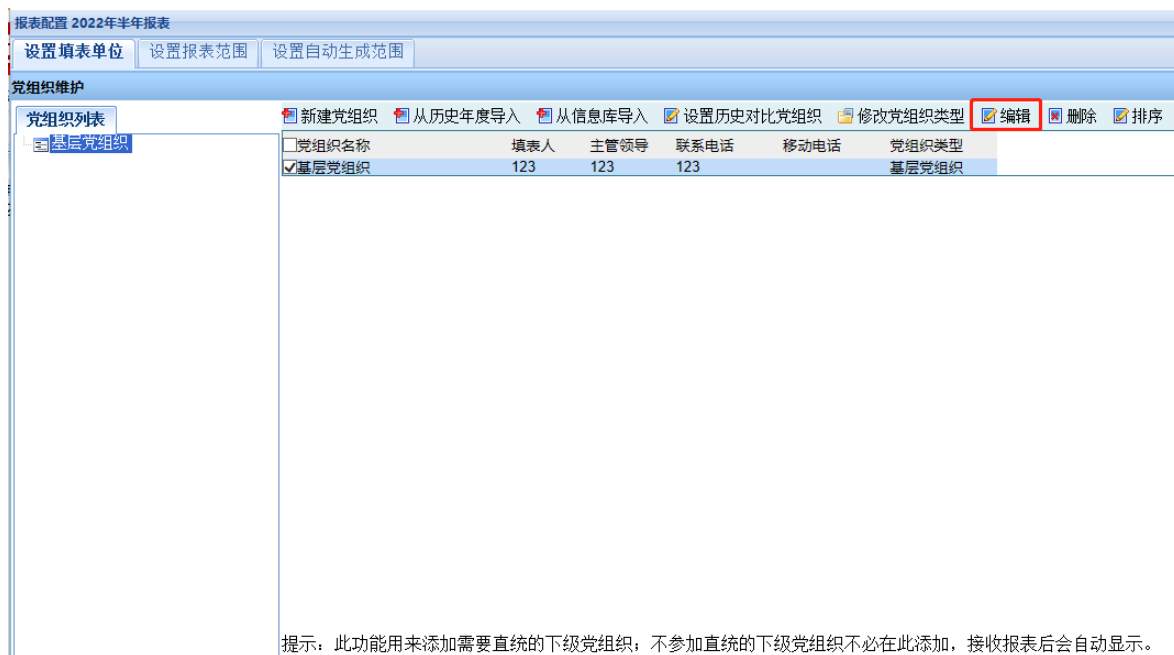 报表配置 2022年半年报表
设置填表单位 设置报表范围 设置自动生成范围
党组织维护
党组织列表
基层党组织
新建党组织 从历史年度导入 从信息库导入 设置历史对比党组织 修改党组织类型 编辑 删除 排序
党组织名称 填表人 主管领导 联系电话 移动电话 党组织类型
基层党组织 123 123 123 基层党组织
提示：此功能用来添加需要直统的下级党组织；不参加直统的下级党组织不必在此添加，接收报表后会自动显示。